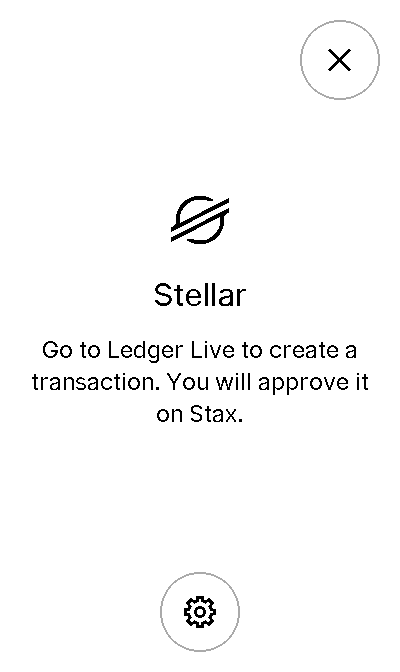 Stellar
Go to Ledger Live to create a
transaction. You will approve it
on Stax.